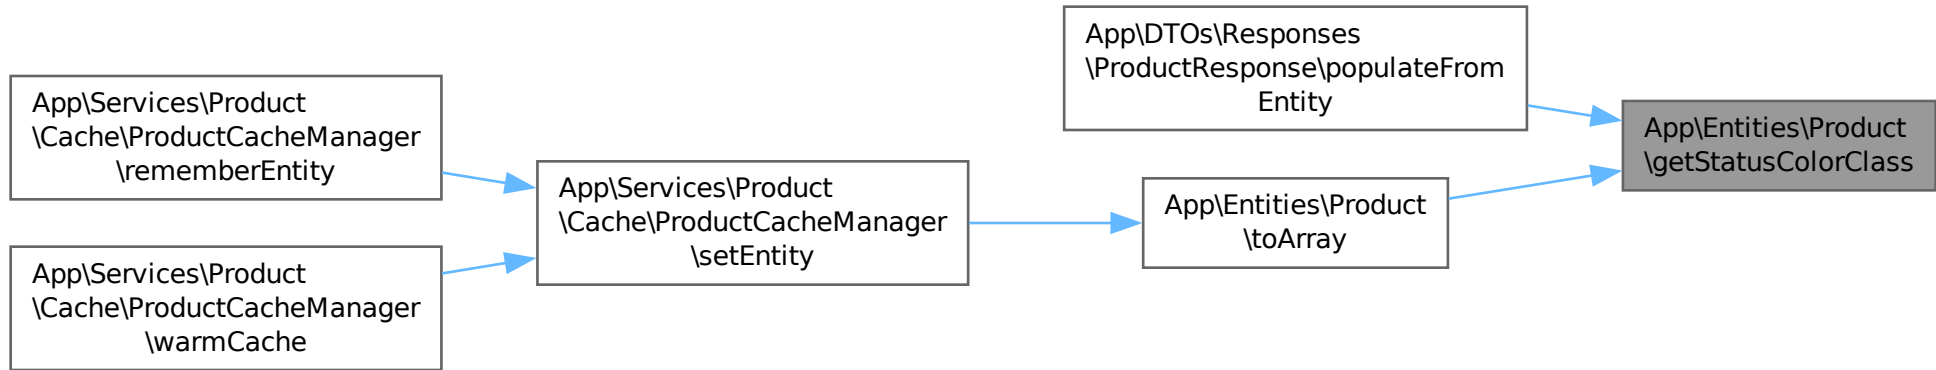 App\Services\Product
\Cache\ProductCacheManager
\rememberEntity
App\Services\Product
\Cache\ProductCacheManager
\warmCache
App\Services\Product
\Cache\ProductCacheManager
\setEntity
App\DTOs\Responses
\ProductResponse\populateFrom
Entity
App\Entities\Product
\toArray
App\Entities\Product
\getStatusColorClass